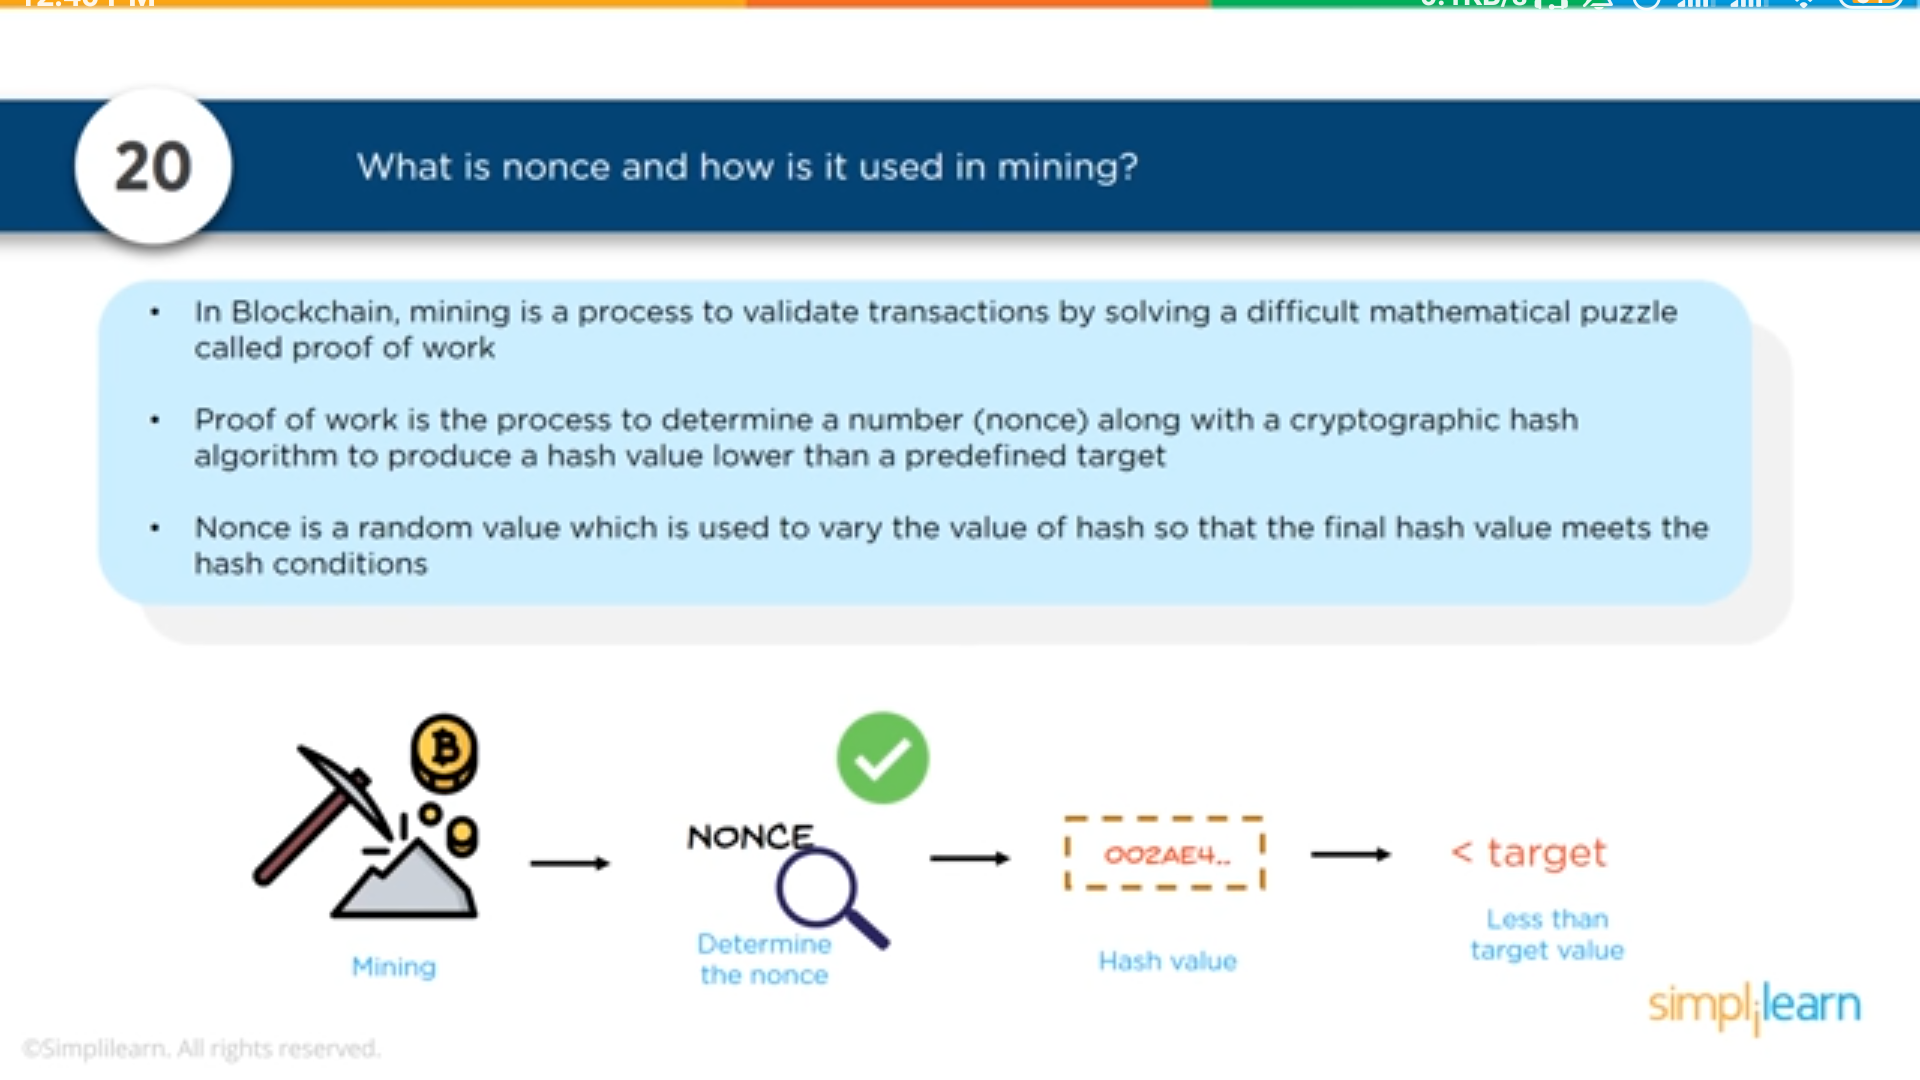 20
What is nonce and how is it used in mining?
• In Blockchain, mining is a process to validate transactions by solving a difficult mathematical puzzle
called proof of work
• Proof of work is the process to determine a number (nonce) along with a cryptographic hash
algorithm to produce a hash value lower than a predefined target
• Nonce is a random value which is used to vary the value of hash so that the final hash value meets the
hash conditions
NONCE
002AE4..
< target
Mining
Determine
the nonce
Hash value
Less than
target value
simplilearn
©Simplilearn. All rights reserved.